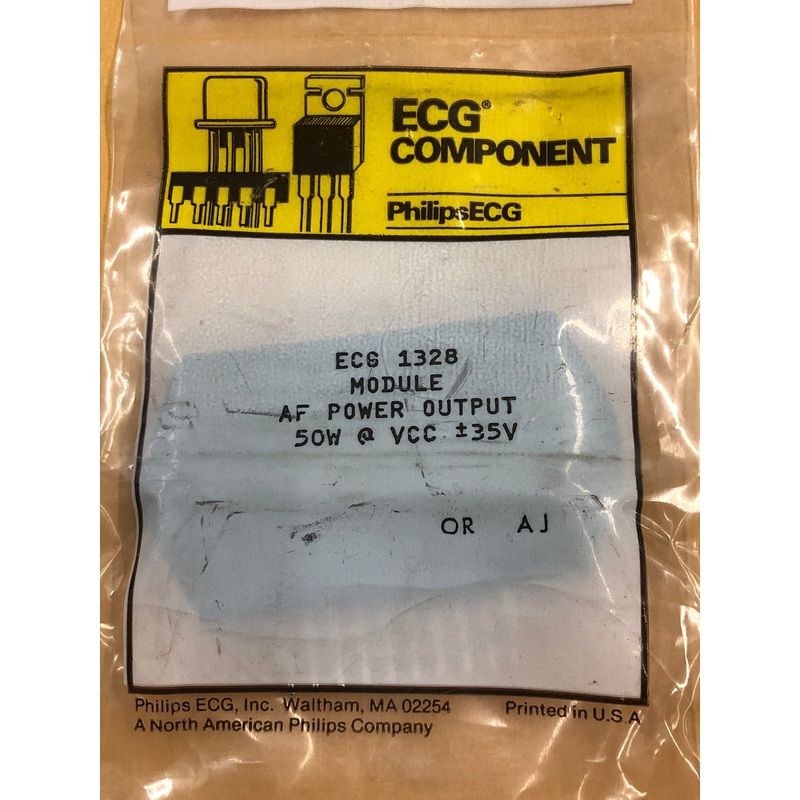 ECG®
COMPONENT
PhilipsECG
ECG 1328
MODULE
AF POWER OUTPUT
50W @ VCC ±35V
OR AJ
Philips ECG, Inc. Waltham, MA 02254
Printed in U.S.A
A North American Philips Company